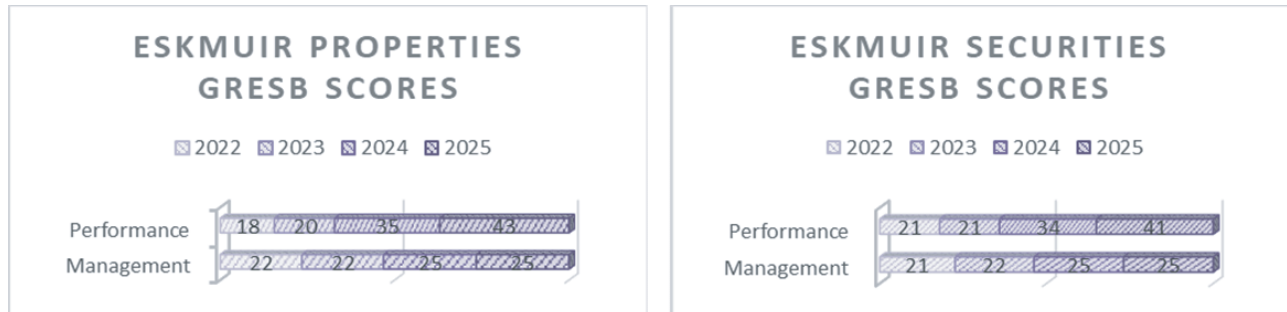 ESKMUIR PROPERTIES
GRESB SCORES
2022 2023 2024 2025
Performance 18 20 35 43
Management 22 22 25 25
ESKMUIR SECURITIES
GRESB SCORES
2022 2023 2024 2025
Performance 21 21 34 41
Management 21 22 25 25